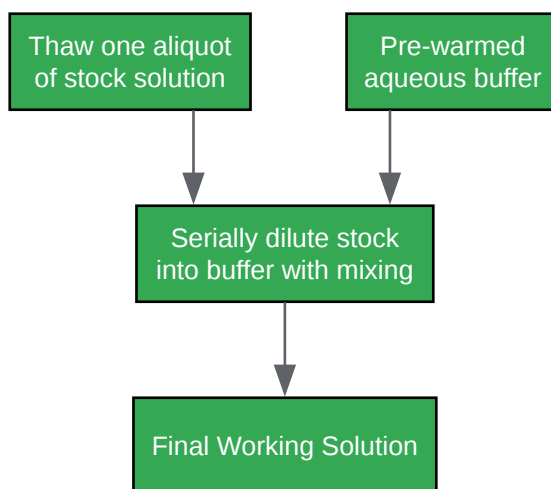 Thaw one aliquot
of stock solution
Pre-warmed
aqueous buffer
Serially dilute stock
into buffer with mixing
Final Working Solution